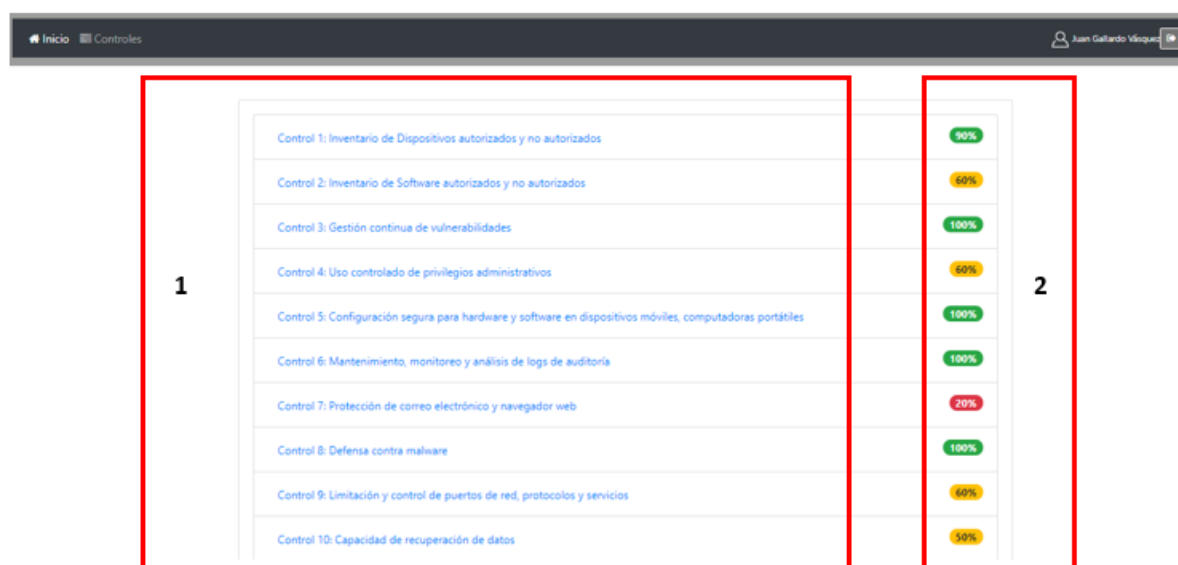 Inicio Controles Juan Gallardo Vásquez
Control 1: Inventario de Dispositivos autorizados y no autorizados 90%
Control 2: Inventario de Software autorizados y no autorizados 60%
Control 3: Gestión continua de vulnerabilidades 100%
1 Control 4: Uso controlado de privilegios administrativos 60% 2
Control 5: Configuración segura para hardware y software en dispositivos móviles, computadoras portátiles 100%
Control 6: Mantenimiento, monitoreo y análisis de logs de auditoría 100%
Control 7: Protección de correo electrónico y navegador web 20%
Control 8: Defensa contra malware 100%
Control 9: Limitación y control de puertos de red, protocolos y servicios 60%
Control 10: Capacidad de recuperación de datos 50%